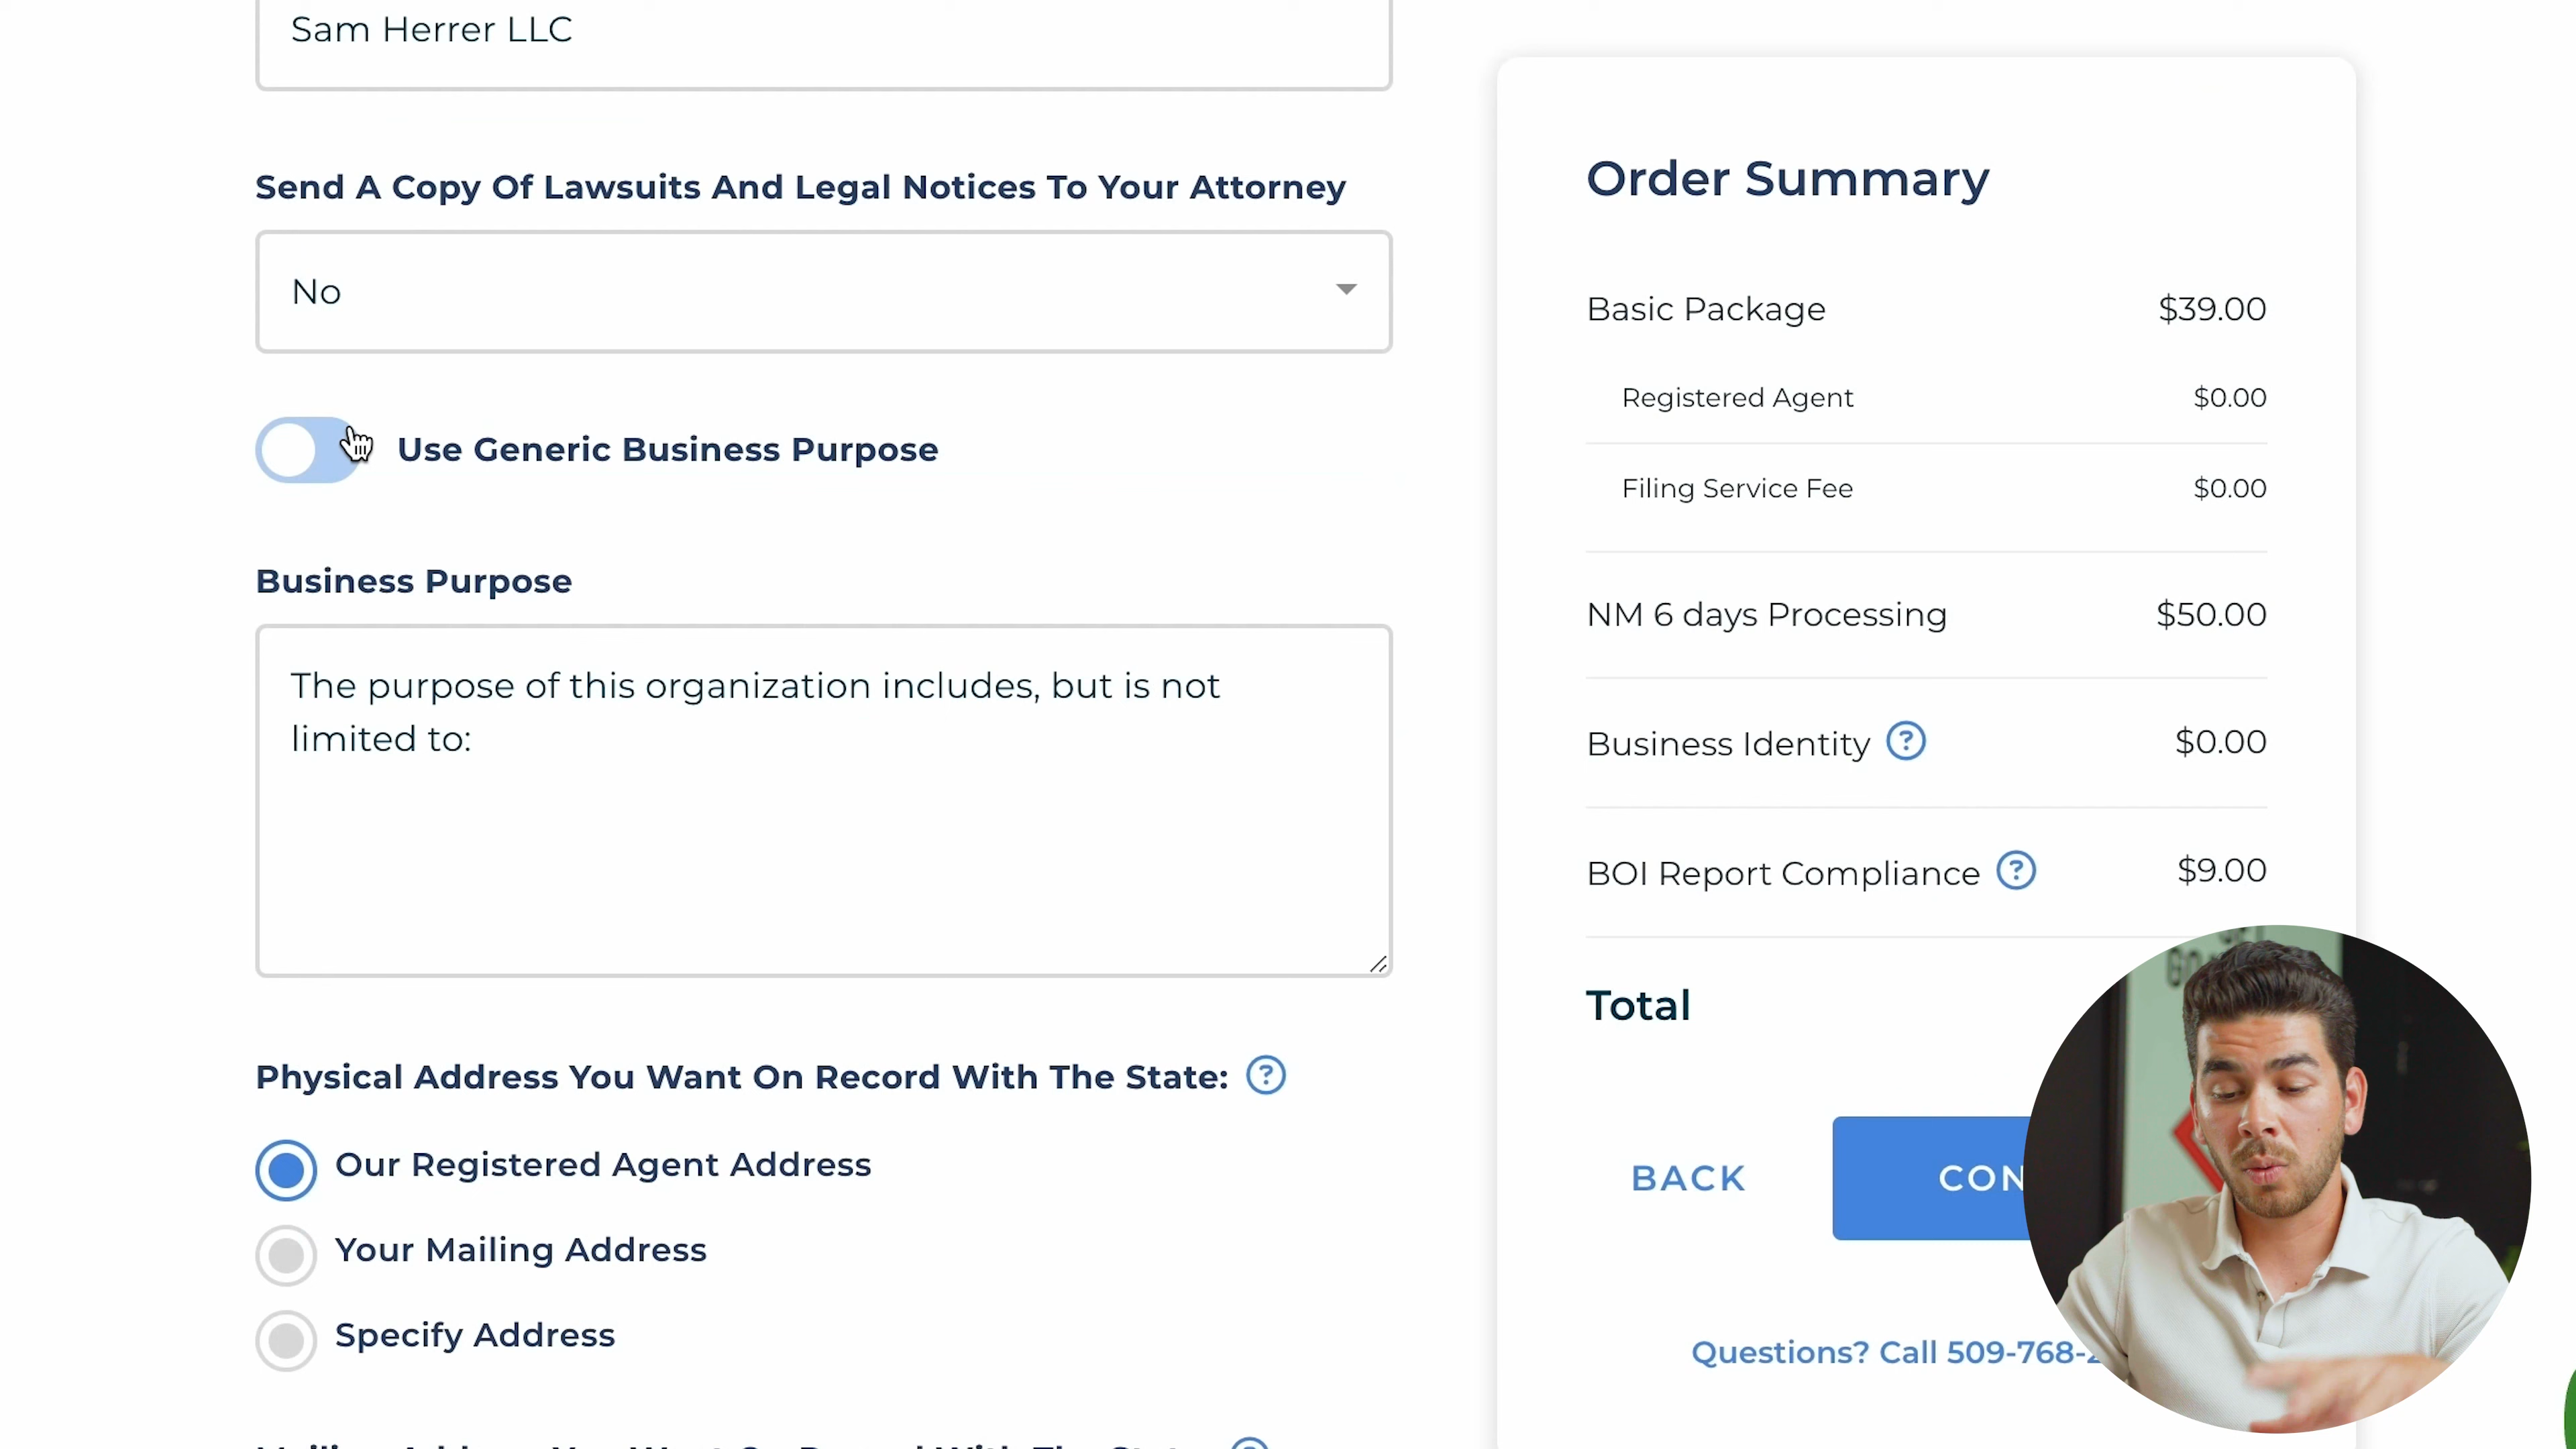 Sam Herrer LLC
Send A Copy Of Lawsuits And Legal Notices To Your Attorney
No
Use Generic Business Purpose
Business Purpose
The purpose of this organization includes, but is not
limited to:
Physical Address You Want On Record With The State:
Our Registered Agent Address
Your Mailing Address
Specify Address
Order Summary
Basic Package $39.00
Registered Agent $0.00
Filing Service Fee $0.00
NM 6 days Processing $50.00
Business Identity ? $0.00
BOI Report Compliance ? $9.00
Total
BACK CON
Questions? Call 509-768-